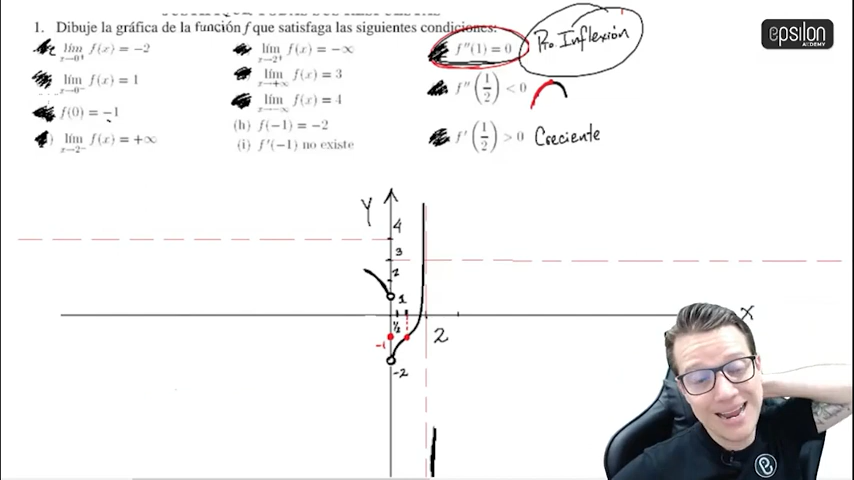 1. Dibuje la gráfica de la función f que satisfaga las siguientes condiciones:
lím f(x) = −2
x→0⁺
lím f(x) = 1
x→0⁻
f(0) = −1
lím f(x) = +∞
x→2⁻
lím f(x) = −∞
x→2⁺
lím f(x) = 3
x→+∞
lím f(x) = 4
x→−∞
(h) f(−1) = −2
(i) f'(−1) no existe
f''(1) = 0
Pto. Inflexión
f''(1/2) < 0
f'(1/2) > 0 Creciente
epsilon
ACADEMY
Y
4
3
2
1
1/2
-1
-2
2
X